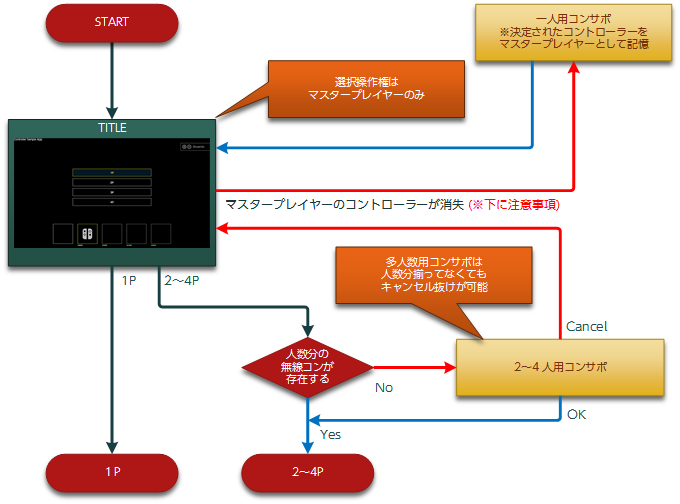 START
一人用コンサポ
※決定されたコントローラーを
マスタープレイヤーとして記憶
選択操作権は
マスタープレイヤーのみ
TITLE
マスタープレイヤーのコントローラーが消失 (※下に注意事項)
1P
2～4P
多人数用コンサポは
人数分揃ってなくても
キャンセル抜けが可能
Cancel
人数分の
無線コンが
存在する
No
2～4 人用コンサポ
OK
Yes
1P
2～4P